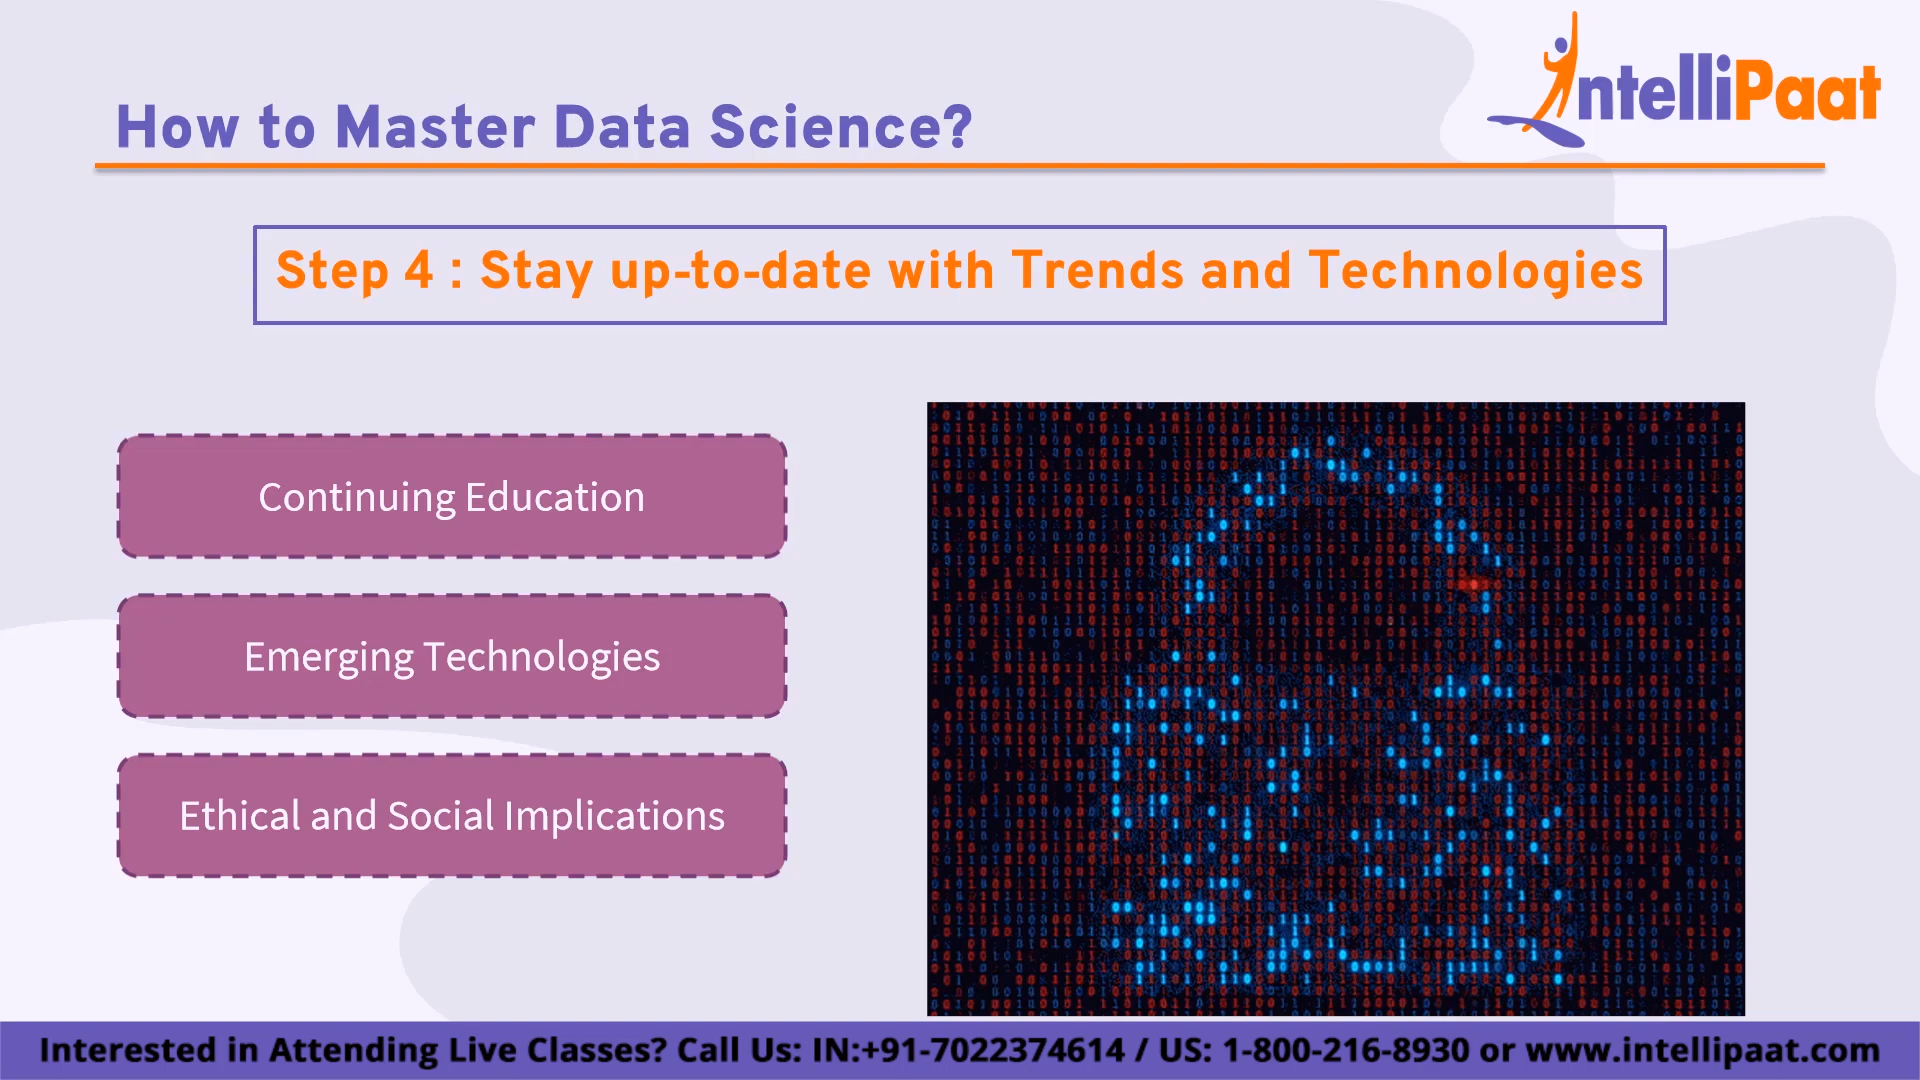 IntelliPaat
How to Master Data Science?
Step 4 : Stay up-to-date with Trends and Technologies
Continuing Education
Emerging Technologies
Ethical and Social Implications
Interested in Attending Live Classes? Call Us: IN:+91-7022374614 / US: 1-800-216-8930 or www.intellipaat.com